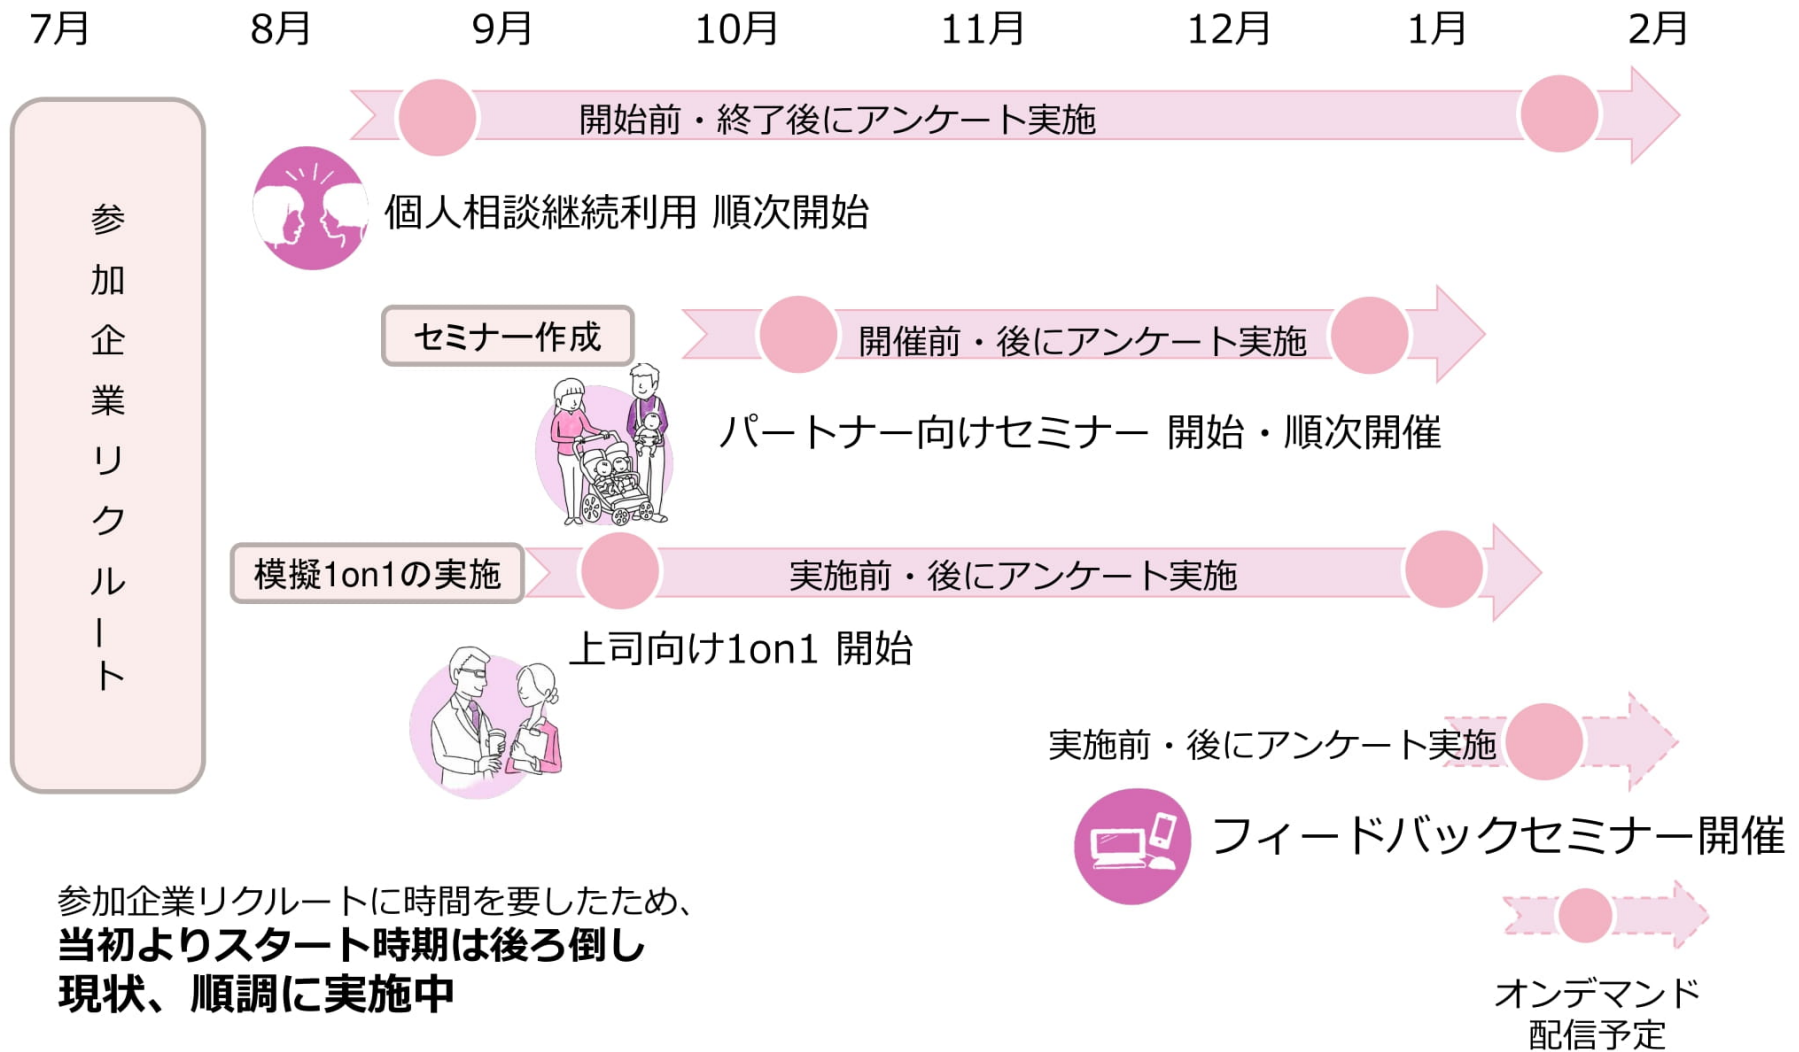 7月 8月 9月 10月 11月 12月 1月 2月
参加企業リクルート
開始前・終了後にアンケート実施
個人相談継続利用 順次開始
セミナー作成
開催前・後にアンケート実施
パートナー向けセミナー 開始・順次開催
模擬1on1の実施
実施前・後にアンケート実施
上司向け1on1 開始
実施前・後にアンケート実施
フィードバックセミナー開催
オンデマンド
配信予定
参加企業リクルートに時間を要したため、
当初よりスタート時期は後ろ倒し
現状、順調に実施中